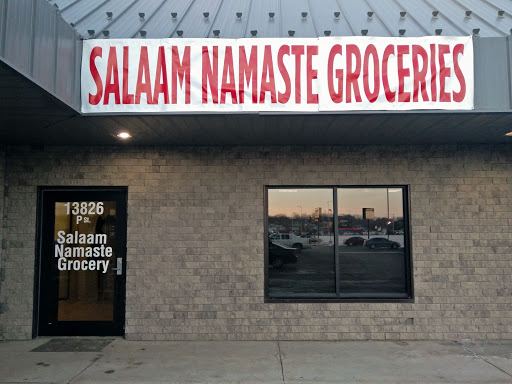 SALAAM NAMASTE GROCERIES
13826
P St.
Salaam
Namaste
Grocery